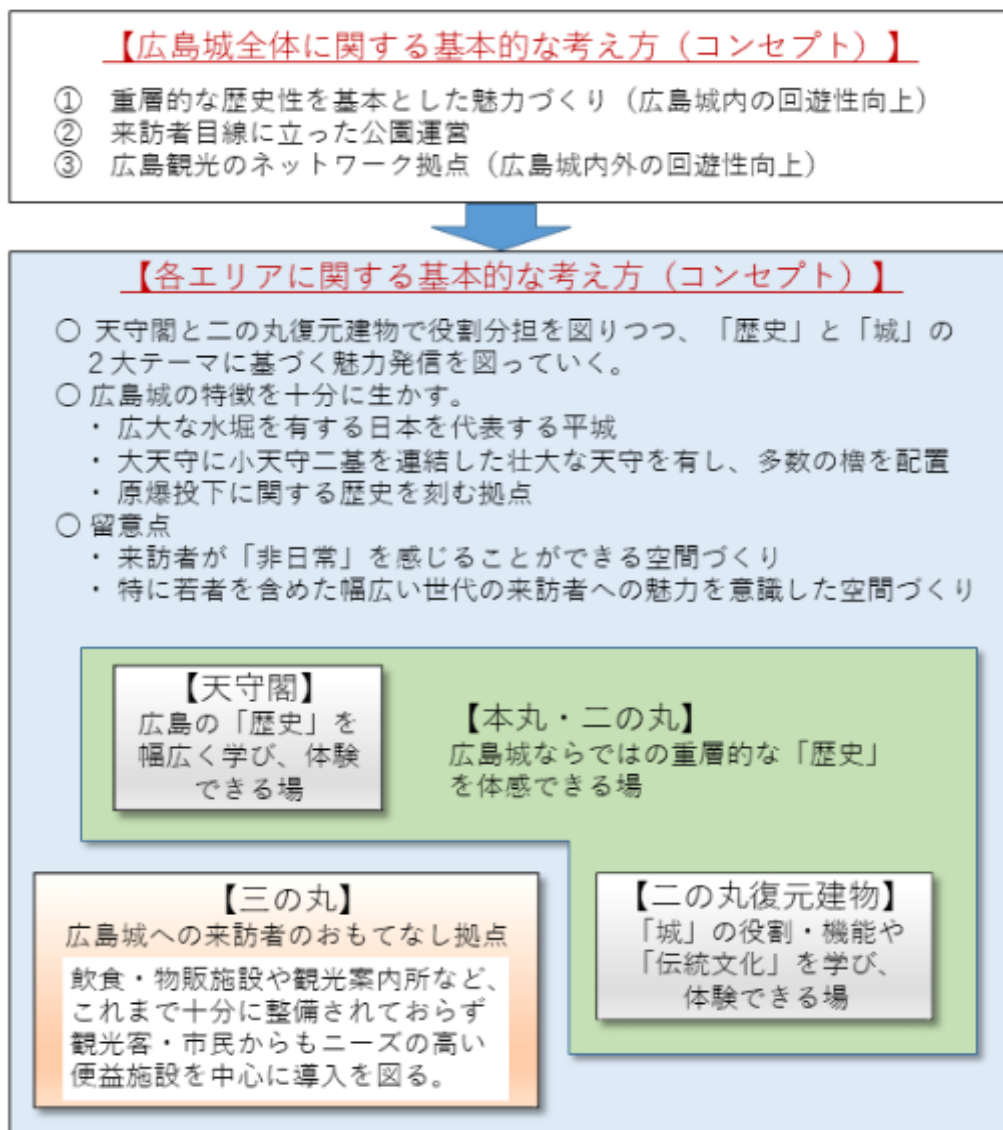 【広島城全体に関する基本的な考え方（コンセプト）】
① 重層的な歴史性を基本とした魅力づくり（広島城内の回遊性向上）
② 来訪者目線に立った公園運営
③ 広島観光のネットワーク拠点（広島城内外の回遊性向上）
【各エリアに関する基本的な考え方（コンセプト）】
○ 天守閣と二の丸復元建物で役割分担を図りつつ、「歴史」と「城」の
２大テーマに基づく魅力発信を図っていく。
○ 広島城の特徴を十分に生かす。
・ 広大な水堀を有する日本を代表する平城
・ 大天守に小天守二基を連結した壮大な天守を有し、多数の櫓を配置
・ 原爆投下に関する歴史を刻む拠点
○ 留意点
・ 来訪者が「非日常」を感じることができる空間づくり
・ 特に若者を含めた幅広い世代の来訪者への魅力を意識した空間づくり
【天守閣】
広島の「歴史」を
幅広く学び、体験
できる場
【本丸・二の丸】
広島城ならではの重層的な「歴史」
を体感できる場
【三の丸】
広島城への来訪者のおもてなし拠点
飲食・物販施設や観光案内所など、
これまで十分に整備されておらず
観光客・市民からもニーズの高い
便益施設を中心に導入を図る。
【二の丸復元建物】
「城」の役割・機能や
「伝統文化」を学び、
体験できる場